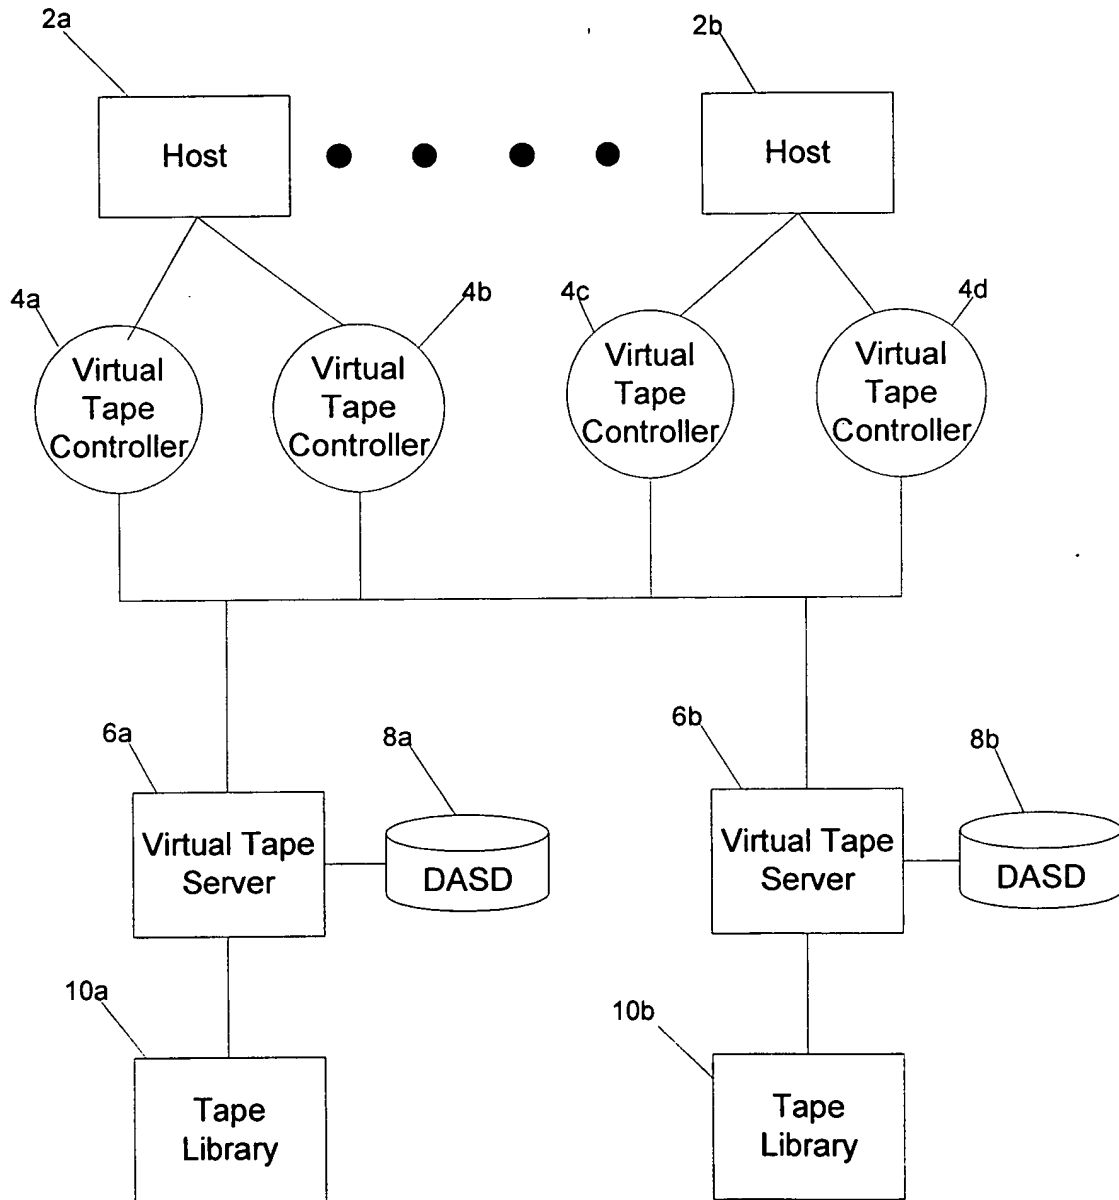 2a
2b
Host
Host
4a
4b
4c
4d
Virtual
Tape
Controller
Virtual
Tape
Controller
Virtual
Tape
Controller
Virtual
Tape
Controller
6a
8a
6b
8b
Virtual Tape
Server
DASD
Virtual Tape
Server
DASD
10a
10b
Tape
Library
Tape
Library